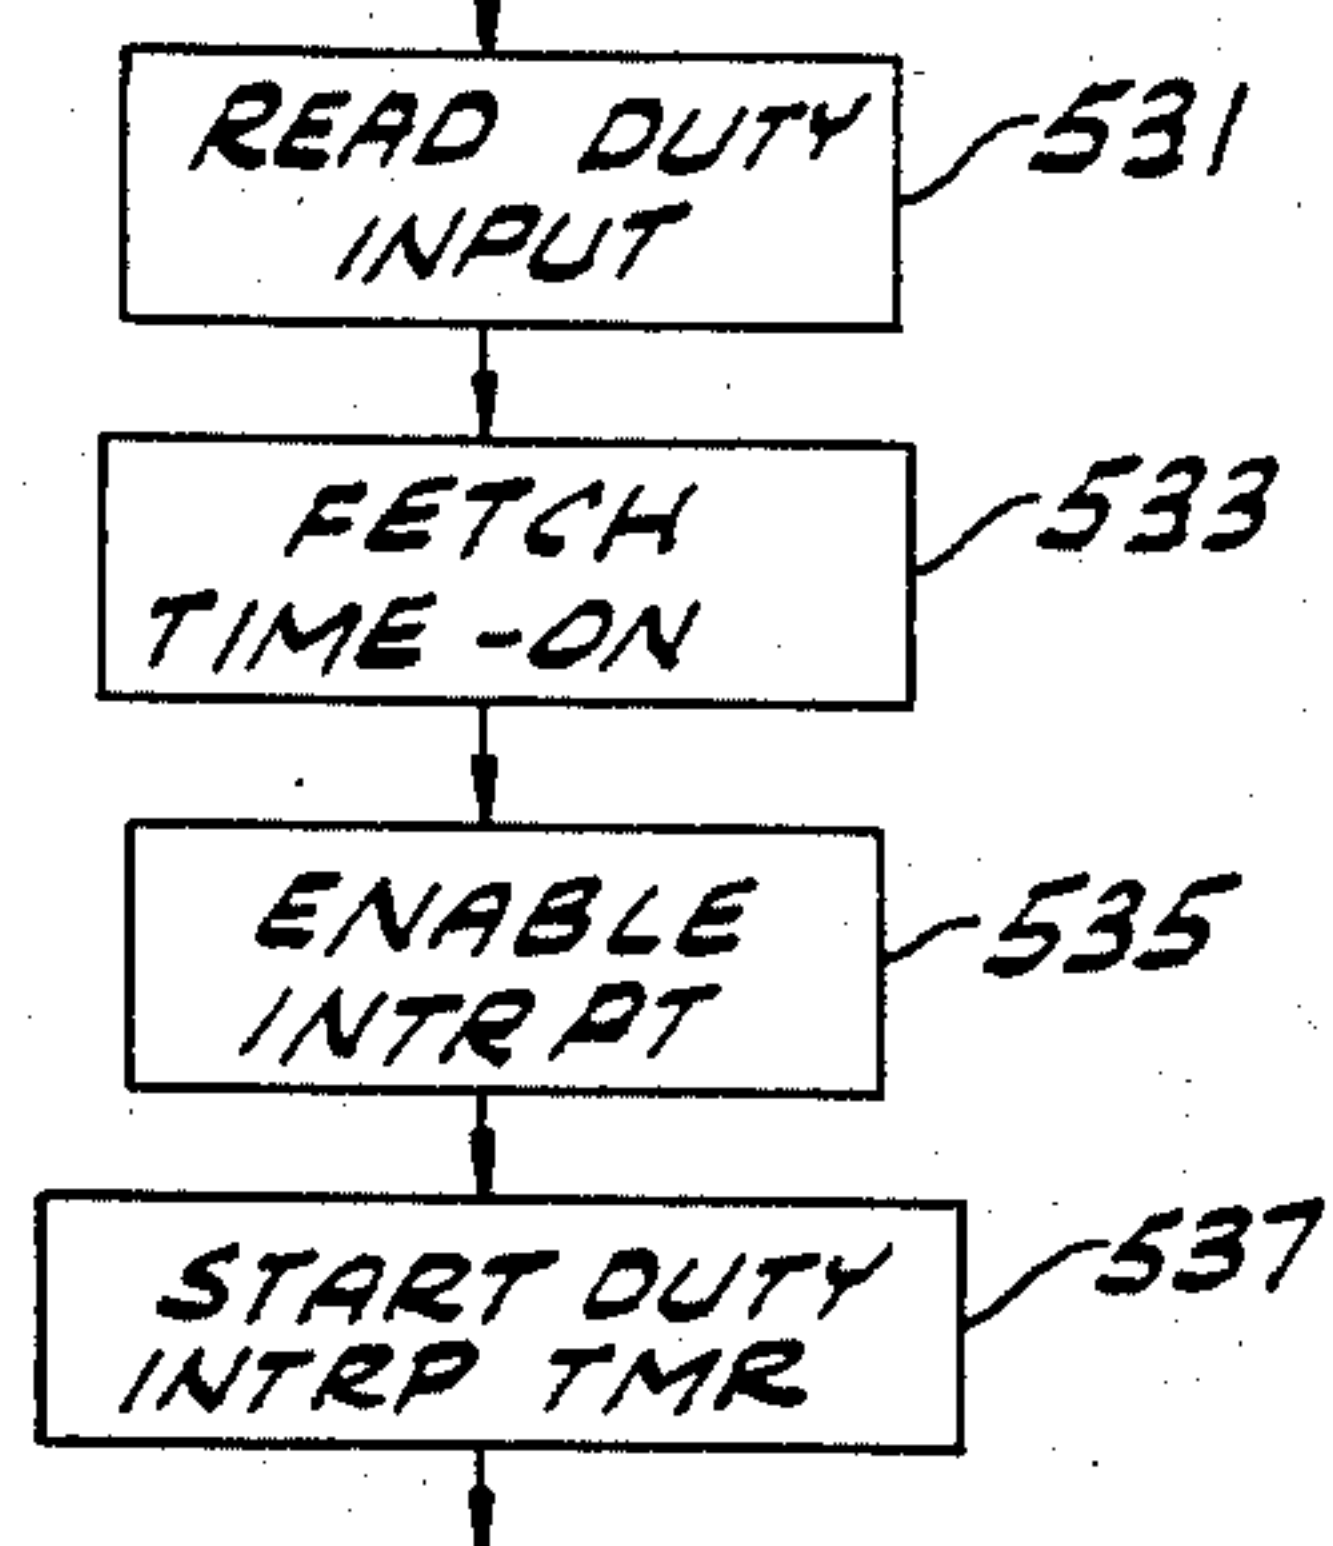 READ DUTY
INPUT
531
FETCH
TIME-ON
533
ENABLE
INTRPT
535
START DUTY
INTRP TMR
537